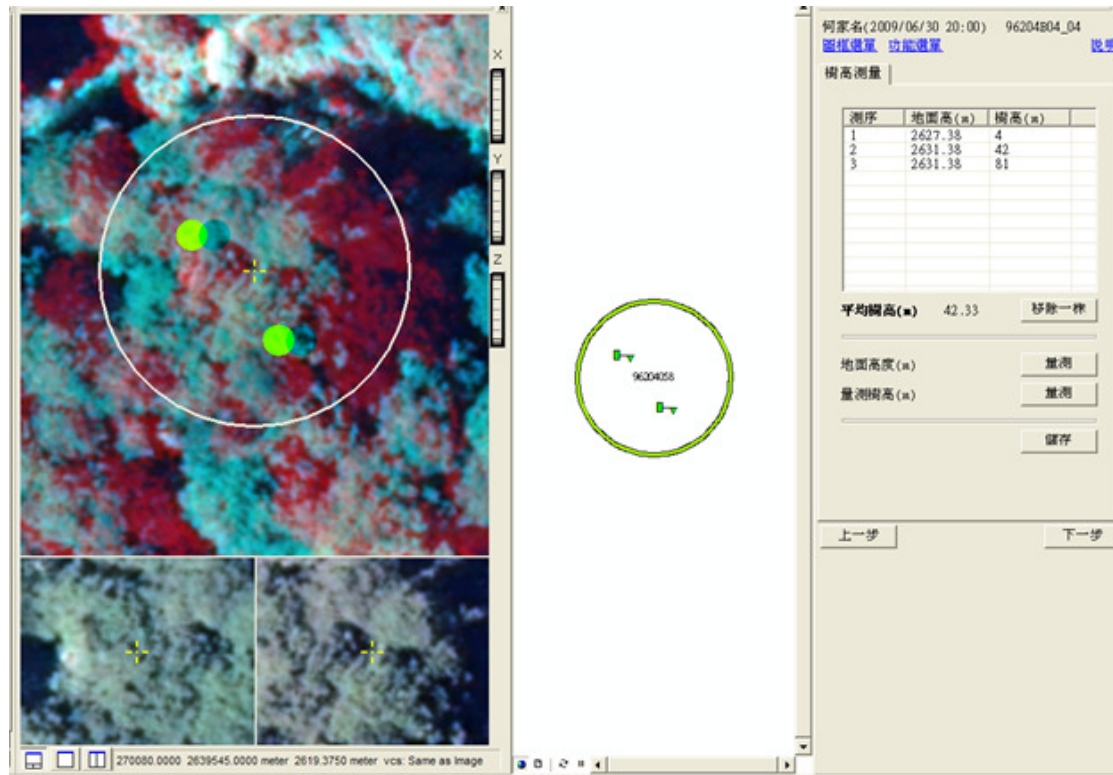 X
Y
Z
270080.0000 2639545.0000 meter 2619.3750 meter vcs: Same as Image
96204058
何家名(2009/06/30 20:00) 96204B04_04
圖框選單 功能選單 說明
樹高測量
測序 地面高(m) 樹高(m)
1 2627.38 4
2 2631.38 42
3 2631.38 81
平均樹高(m) 42.33 移除一株
地面高度(m) 量測
量測樹高(m) 量測
儲存
上一步 下一步